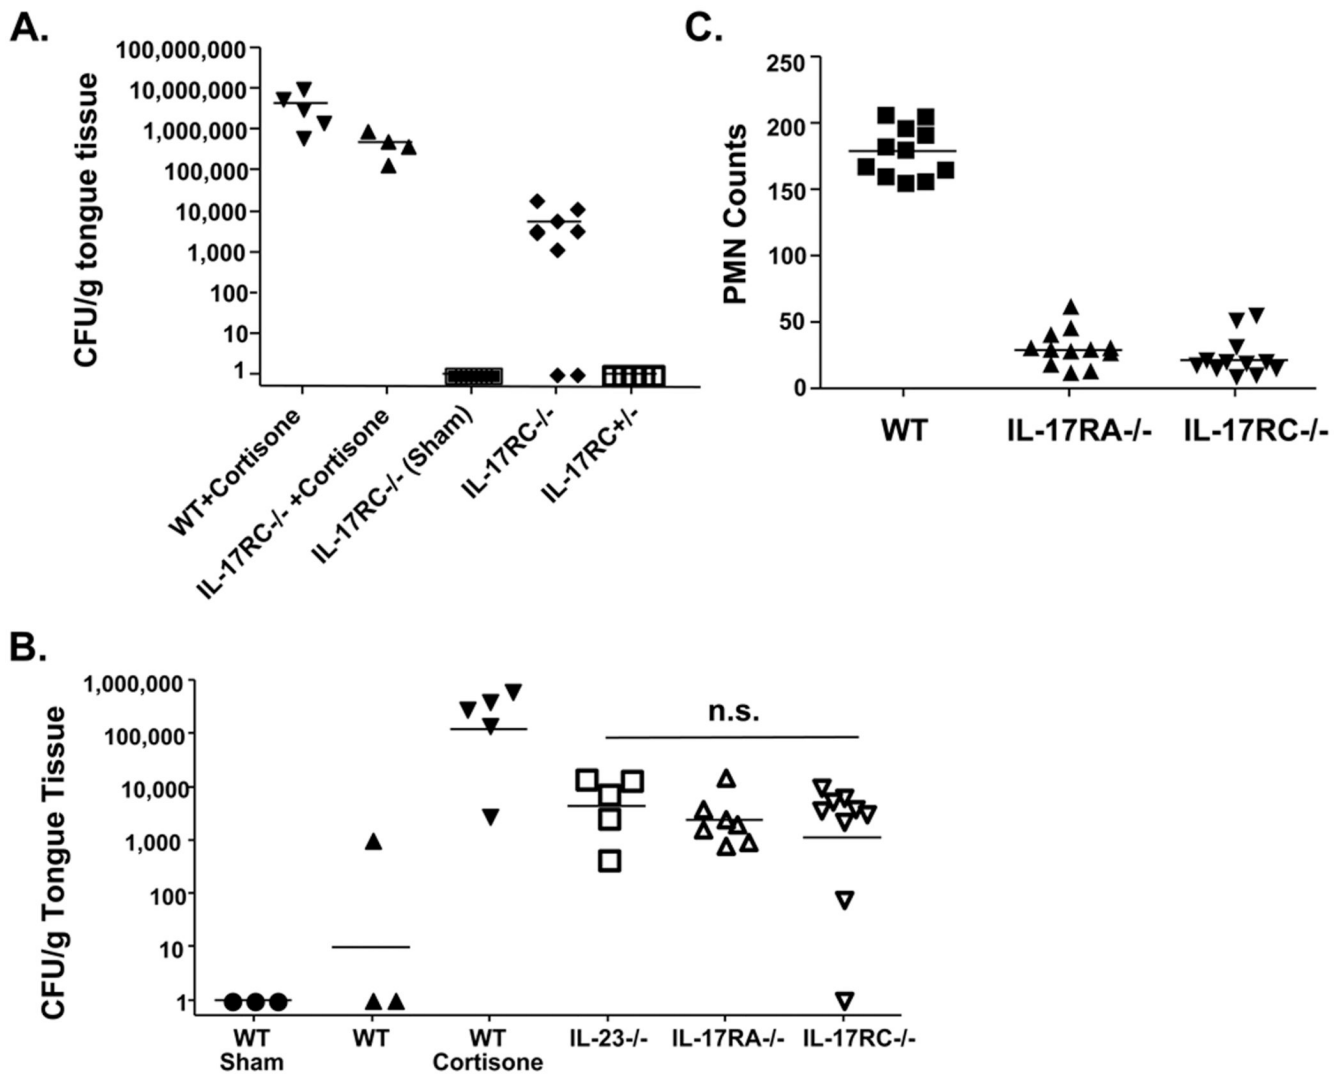 A.
CFU/g tongue tissue
100,000,000
10,000,000
1,000,000
100,000
10,000
1,000
100
10
1
WT+Cortisone
IL-17RC-/- +Cortisone
IL-17RC-/- (Sham)
IL-17RC-/-
IL-17RC+/-
C.
PMN Counts
250
200
150
100
50
0
WT
IL-17RA-/-
IL-17RC-/-
B.
CFU/g Tongue Tissue
1,000,000
100,000
10,000
1,000
100
10
1
n.s.
WT
Sham
WT
WT
Cortisone
IL-23-/-
IL-17RA-/-
IL-17RC-/-